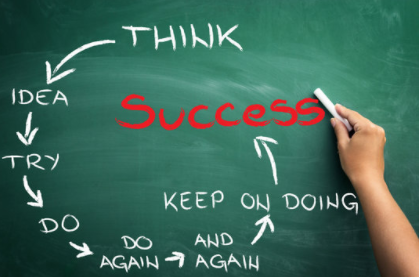 THINK
IDEA
TRY
DO
DO
AGAIN
AND
AGAIN
KEEP ON DOING
Success